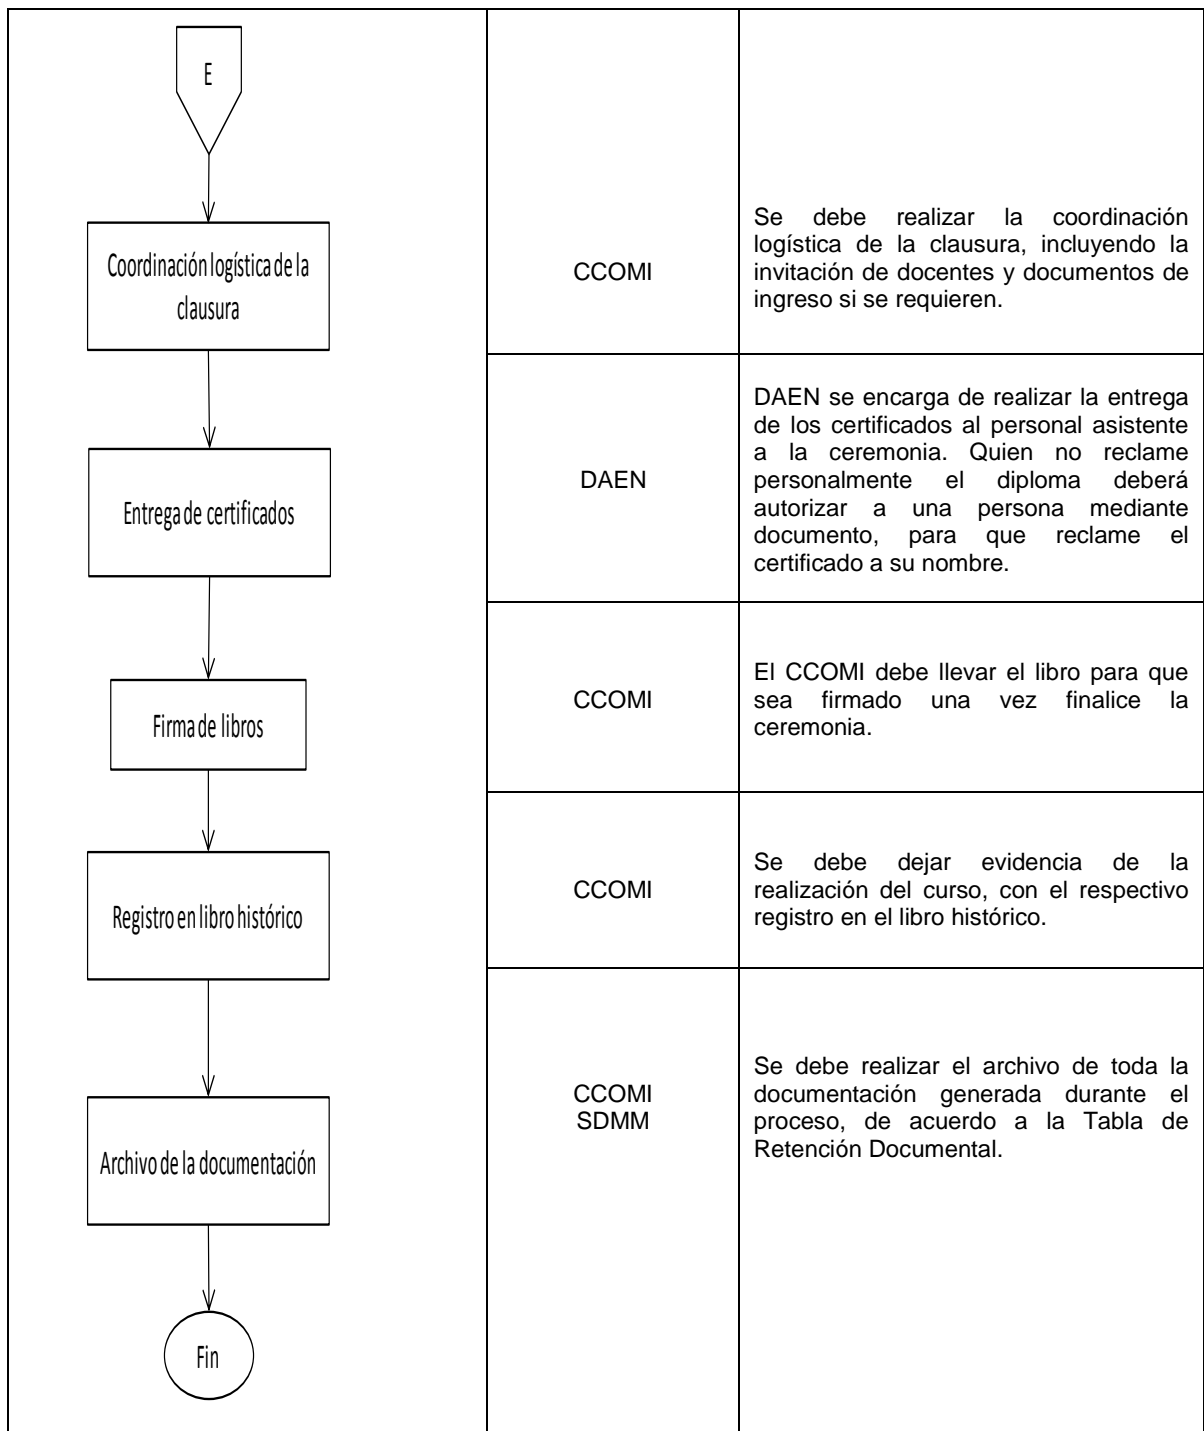 E
Coordinación logística de la
clausura
CCOMI
Se debe realizar la coordinación
logística de la clausura, incluyendo la
invitación de docentes y documentos de
ingreso si se requieren.
Entrega de certificados
DAEN
DAEN se encarga de realizar la entrega
de los certificados al personal asistente
a la ceremonia. Quien no reclame
personalmente el diploma deberá
autorizar a una persona mediante
documento, para que reclame el
certificado a su nombre.
Firma de libros
CCOMI
El CCOMI debe llevar el libro para que
sea firmado una vez finalice la
ceremonia.
Registro en libro histórico
CCOMI
Se debe dejar evidencia de la
realización del curso, con el respectivo
registro en el libro histórico.
Archivo de la documentación
CCOMI
SDMM
Se debe realizar el archivo de toda la
documentación generada durante el
proceso, de acuerdo a la Tabla de
Retención Documental.
Fin